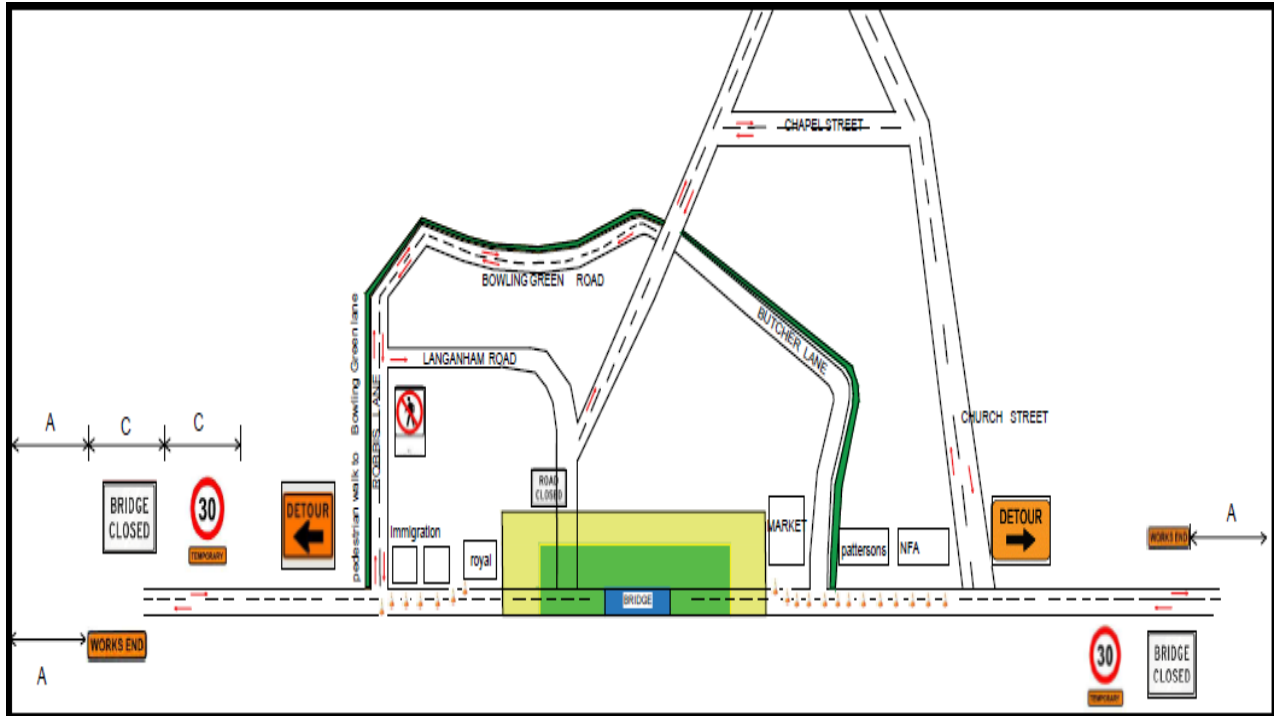 CHAPEL STREET
BOWLING GREEN ROAD
BUTCHER LANE
LANGANHAM ROAD
pedestrian walk to Bowling Green lane
ROBBIS LANE
CHURCH STREET
A
C
C
BRIDGE
CLOSED
30
TEMPORARY
DETOUR
ROAD
CLOSED
Immigration
royal
MARKET
pattersons
NFA
DETOUR
WORKS END
A
BRIDGE
WORKS END
A
30
TEMPORARY
BRIDGE
CLOSED